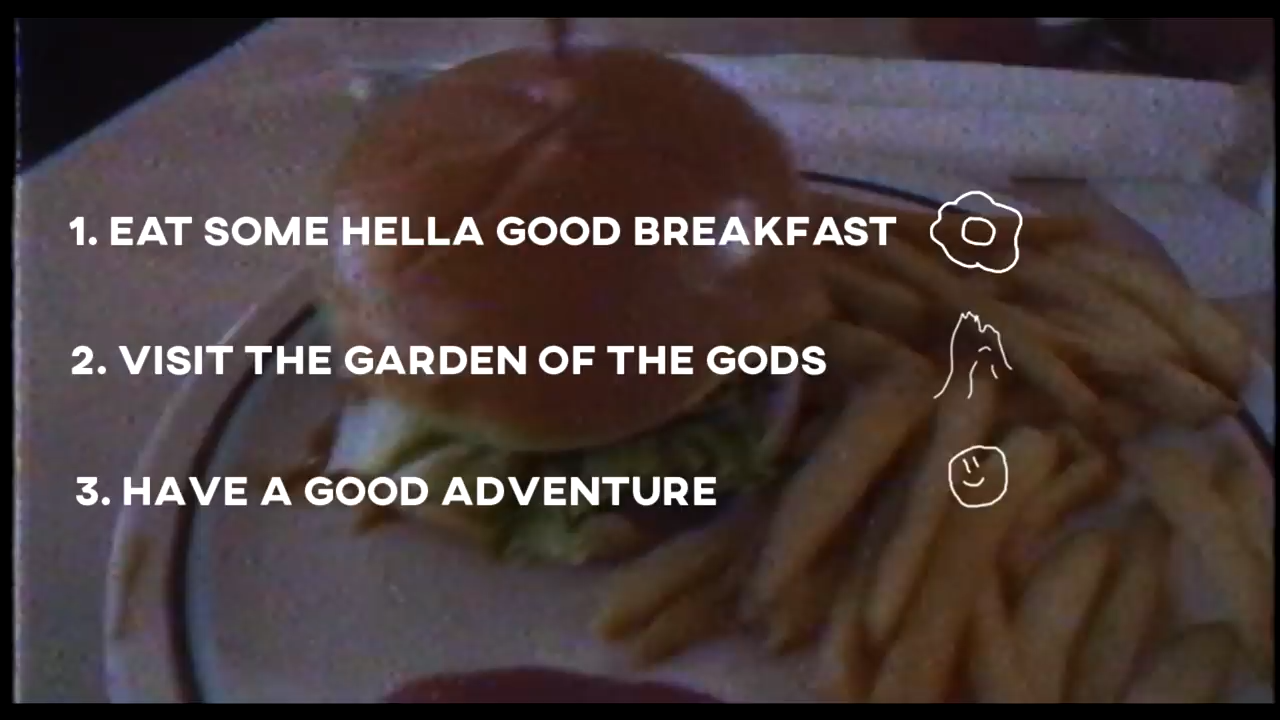 1. EAT SOME HELLA GOOD BREAKFAST
2. VISIT THE GARDEN OF THE GODS
3. HAVE A GOOD ADVENTURE